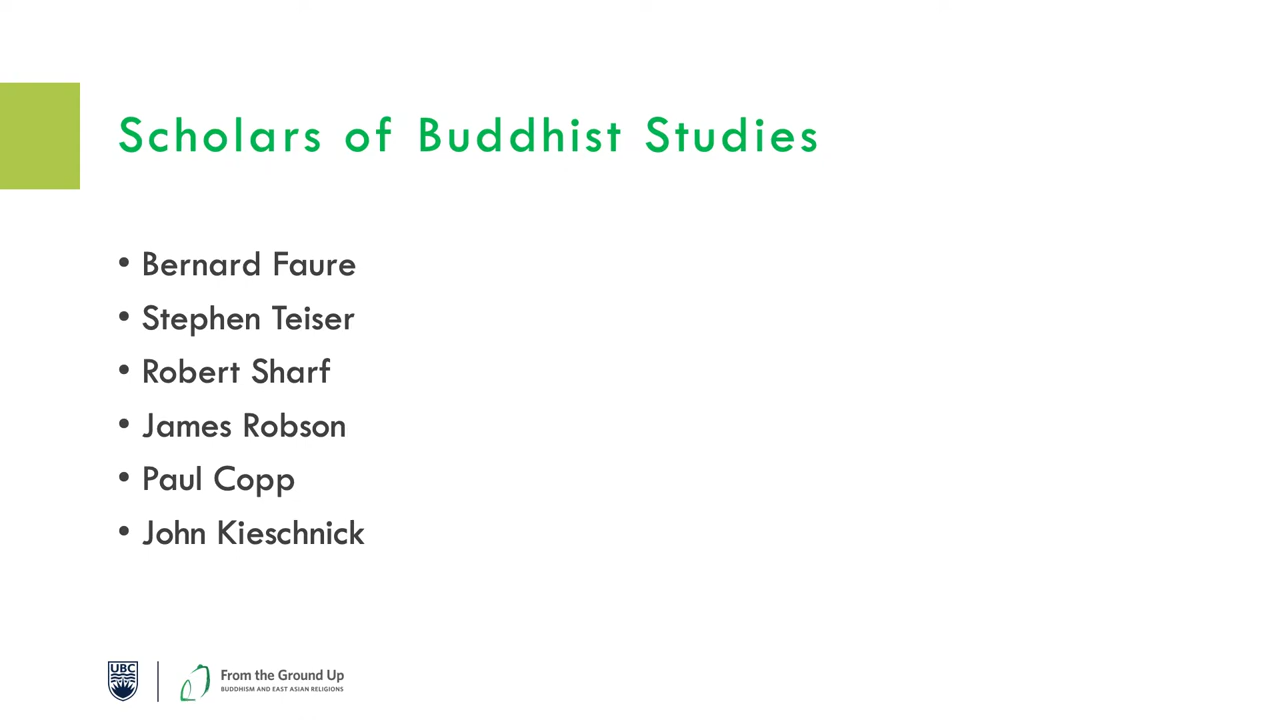 Scholars of Buddhist Studies
• Bernard Faure
• Stephen Teiser
• Robert Sharf
• James Robson
• Paul Copp
• John Kieschnick
UBC
From the Ground Up
BUDDHISM AND EAST ASIAN RELIGIONS